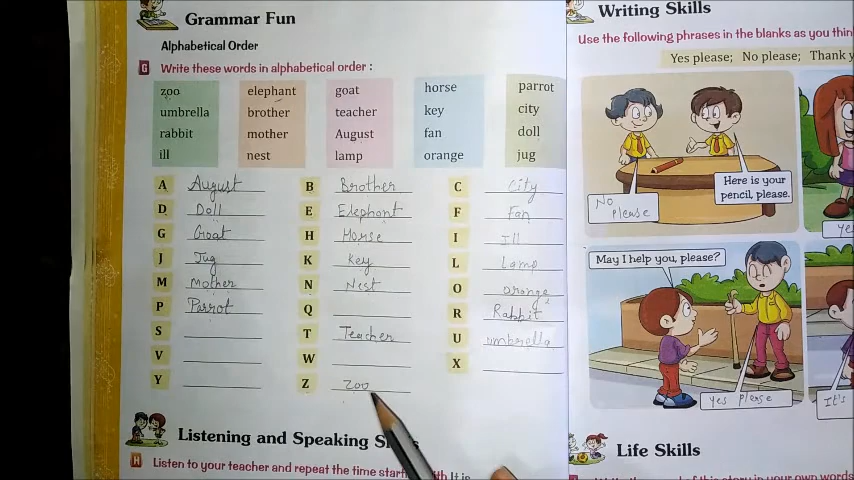 Grammar Fun
Alphabetical Order
G Write these words in alphabetical order :
zoo elephant goat horse parrot
umbrella brother teacher key city
rabbit mother August fan doll
ill nest lamp orange jug
A August B Brother C City
D Doll E Elephant F Fan
G Goat H Horse I Ill
J Jug K Key L Lamp
M Mother N Nest O orange
P Parrot Q R Rabbit
S T Teacher U umbrella
V W X
Y Z Zoo
Listening and Speaking
H Listen to your teacher and repeat the time It is
Writing Skills
Use the following phrases in the blanks as you
Yes please; No please; Thank
No
please
Here is your
pencil, please.
May I help you, please?
yes please
It's
Life Skills